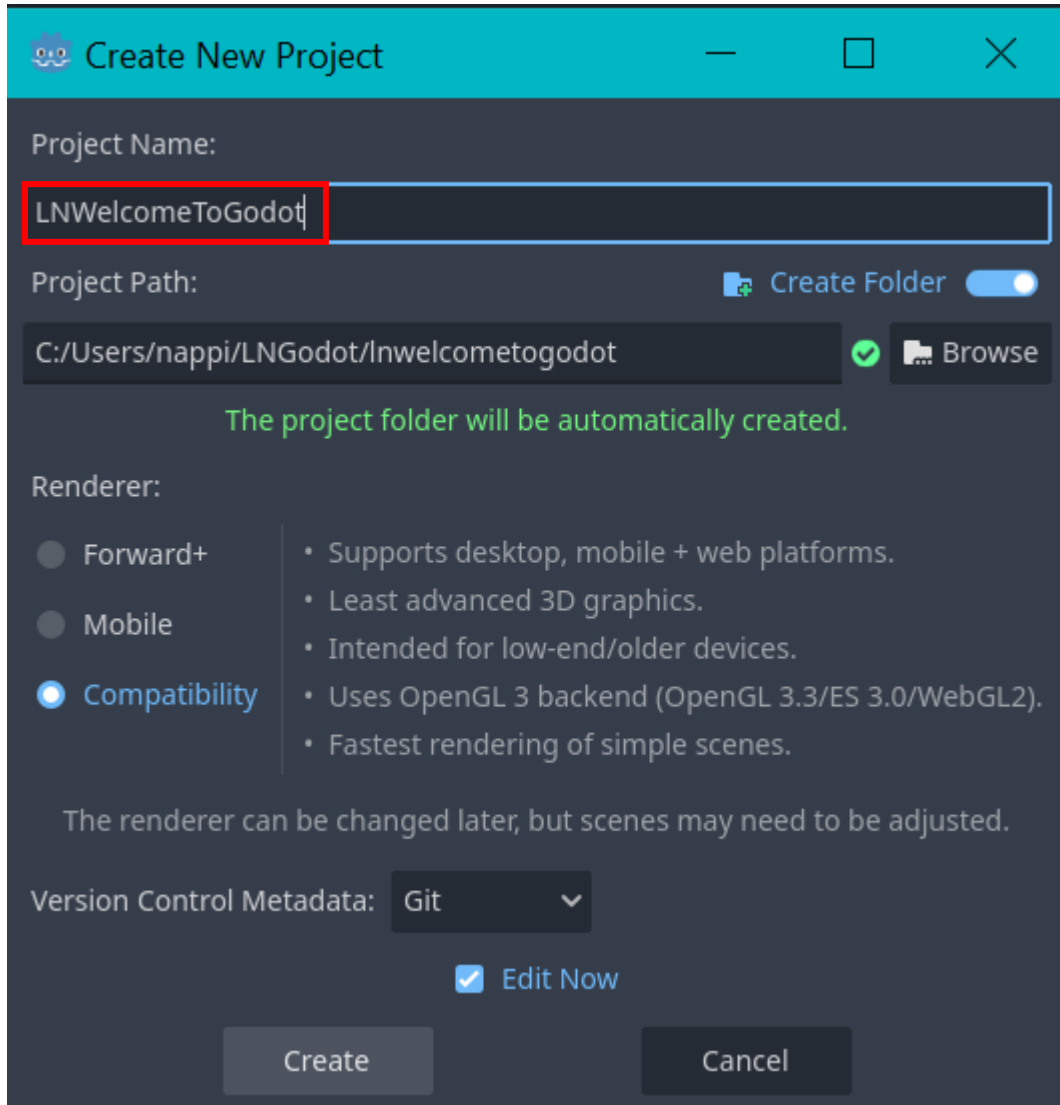 Create New Project
Project Name:
LNWelcomeToGodot
Project Path:
Create Folder
C:/Users/nappi/LNGodot/lnwelcometogodot
Browse
The project folder will be automatically created.
Renderer:
Forward+
Mobile
Compatibility
• Supports desktop, mobile + web platforms.
• Least advanced 3D graphics.
• Intended for low-end/older devices.
• Uses OpenGL 3 backend (OpenGL 3.3/ES 3.0/WebGL2).
• Fastest rendering of simple scenes.
The renderer can be changed later, but scenes may need to be adjusted.
Version Control Metadata:
Git
Edit Now
Create
Cancel